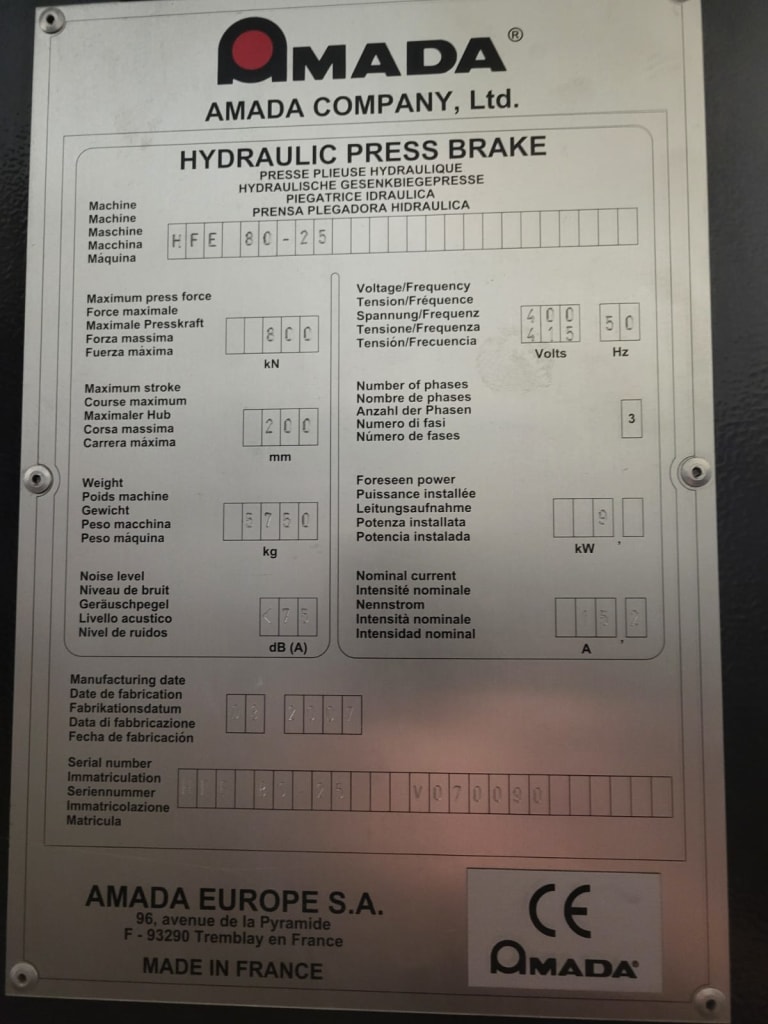 AMADA®
AMADA COMPANY, Ltd.
HYDRAULIC PRESS BRAKE
PRESSE PLIEUSE HYDRAULIQUE
HYDRAULISCHE GESENKBIEGEPRESSE
PIEGATRICE IDRAULICA
PRENSA PLEGADORA HIDRAULICA
Machine
Machine
Maschine
Macchina
Máquina
HFE 80-25
Maximum press force
Force maximale
Maximale Presskraft
Forza massima
Fuerza máxima
800
kN
Maximum stroke
Course maximum
Maximaler Hub
Corsa massima
Carrera máxima
200
mm
Weight
Poids machine
Gewicht
Peso macchina
Peso máquina
5750
kg
Noise level
Niveau de bruit
Geräuschpegel
Livello acustico
Nivel de ruidos
<75
dB (A)
Voltage/Frequency
Tension/Fréquence
Spannung/Frequenz
Tensione/Frequenza
Tensión/Frecuencia
400
415
Volts
50
Hz
Number of phases
Nombre de phases
Anzahl der Phasen
Numero di fasi
Número de fases
3
Foreseen power
Puissance installée
Leitungsaufnahme
Potenza installata
Potencia instalada
9,
kW
Nominal current
Intensité nominale
Nennstrom
Intensità nominale
Intensidad nominal
A
Manufacturing date
Date de fabrication
Fabrikationsdatum
Data di fabbricazione
Fecha de fabricación
2007
Serial number
Immatriculation
Seriennummer
Immatricolazione
Matricula
HFE 80-25 V070090
AMADA EUROPE S.A.
96, avenue de la Pyramide
F - 93290 Tremblay en France
MADE IN FRANCE
CE
AMADA®